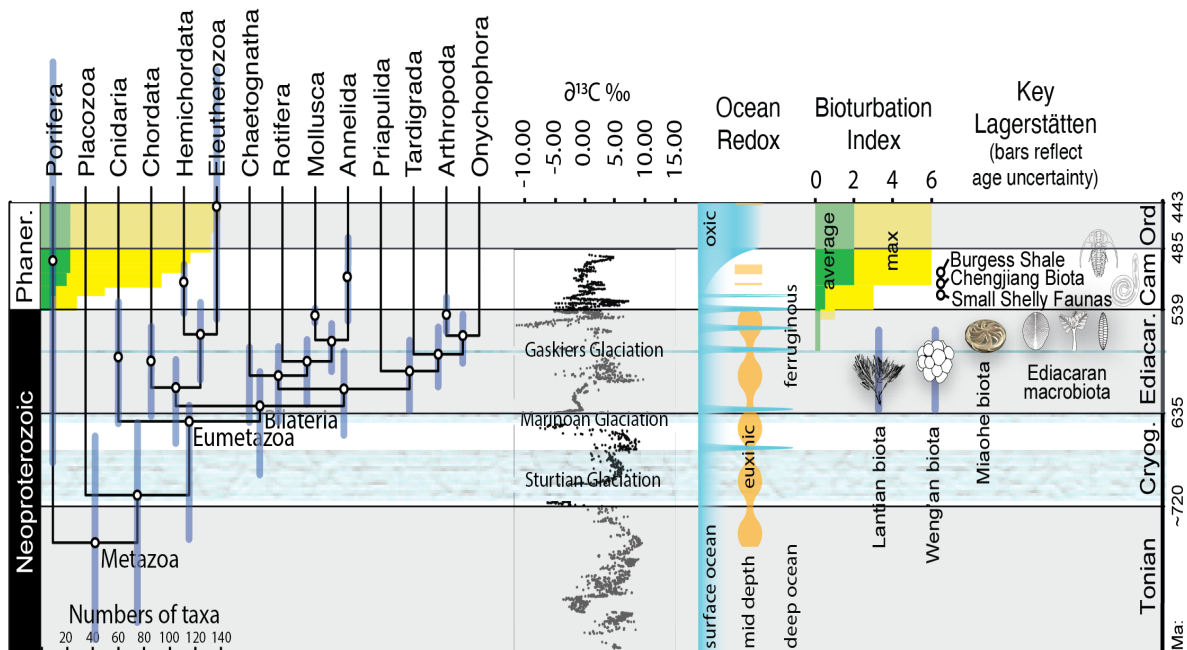 Porifera
Placozoa
Cnidaria
Chordata
Hemichordata
Eleutherozoa
Chaetognatha
Rotifera
Mollusca
Annelida
Priapulida
Tardigrada
Arthropoda
Onychophora
∂¹³C ‰
-10.00 -5.00 0.00 5.00 10.00 15.00
Ocean
Redox
Bioturbation
Index
0 2 4 6
Key
Lagerstätten
(bars reflect
age uncertainty)
Phaner.
Neoproterozoic
oxic
ferruginous
euxinic
surface ocean
mid depth
deep ocean
average
max
Burgess Shale
Chengjiang Biota
Small Shelly Faunas
Ediacaran
macrobiota
Lantian biota
Weng'an biota
Miaohe biota
Gaskiers Glaciation
Marinoan Glaciation
Sturtian Glaciation
Bilateria
Eumetazoa
Metazoa
Numbers of taxa
20 40 60 80 100 120 140
Ord
Cam
Ediacar.
Cryog.
Tonian
443
485
539
635
~720
Ma: